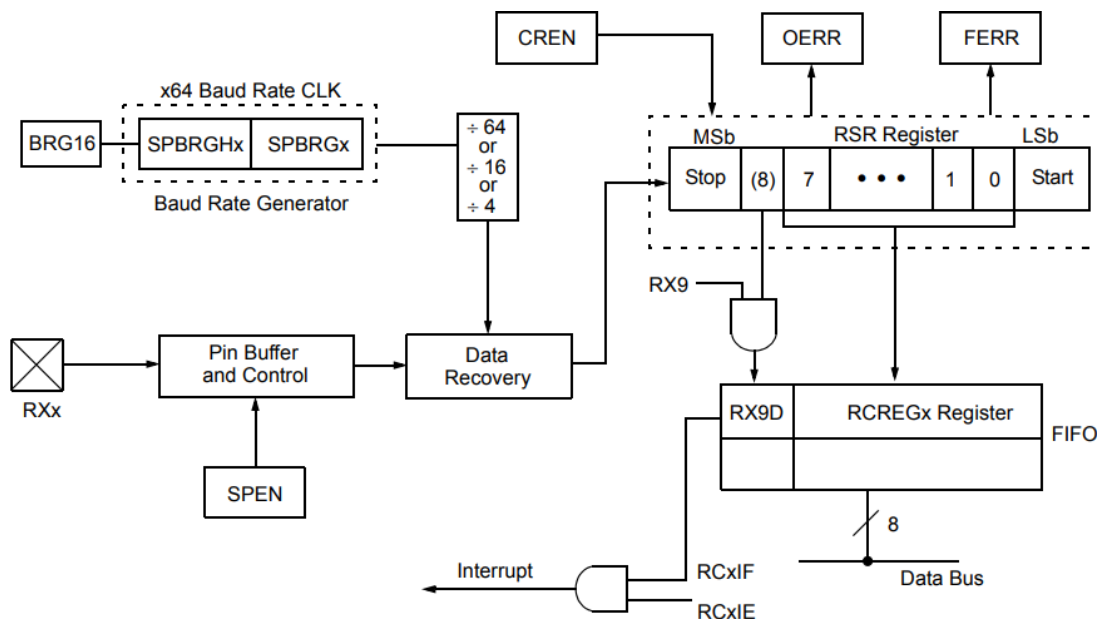 CREN
OERR
FERR
x64 Baud Rate CLK
BRG16
SPBRGHx
SPBRGx
Baud Rate Generator
÷ 64
or
÷ 16
or
÷ 4
MSb
RSR Register
LSb
Stop
(8)
7
• • •
1
0
Start
RX9
RXx
Pin Buffer
and Control
Data
Recovery
SPEN
RX9D
RCREGx Register
FIFO
8
Data Bus
Interrupt
RCxIF
RCxIE